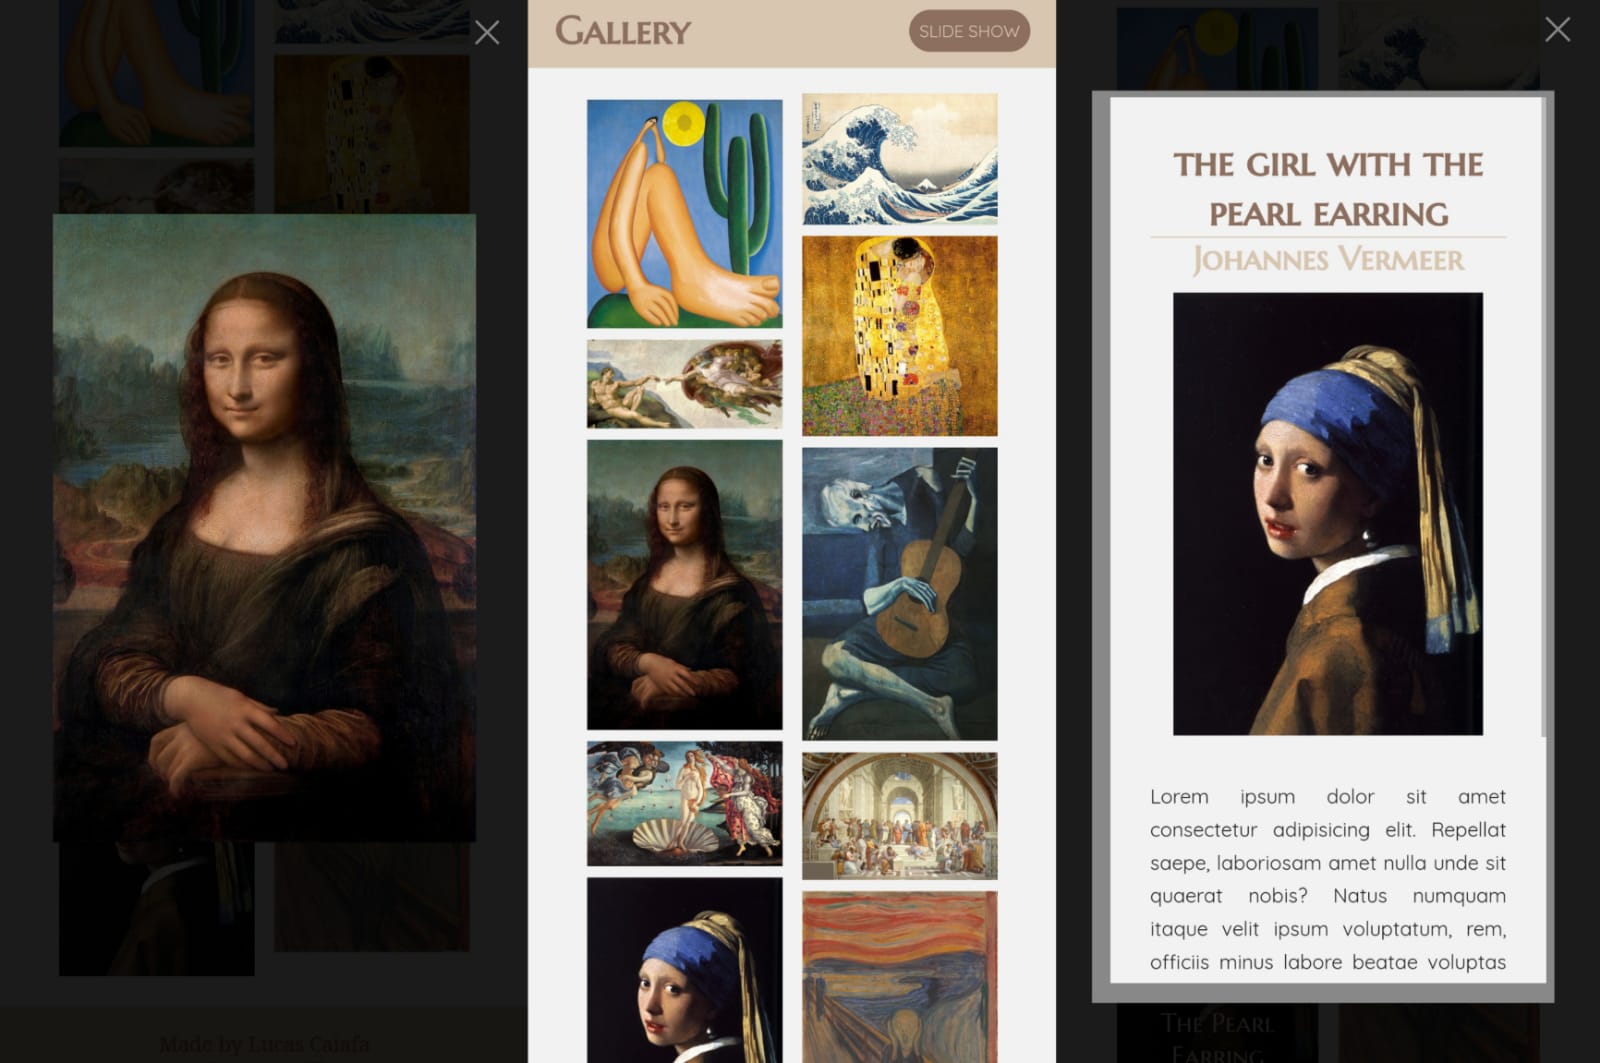 Made by Lucas Caiafa
GALLERY
SLIDE SHOW
THE GIRL WITH THE
PEARL EARRING
JOHANNES VERMEER
Lorem ipsum dolor sit amet
consectetur adipisicing elit. Repellat
saepe, laboriosam amet nulla unde sit
quaerat nobis? Natus numquam
itaque velit ipsum voluptatum, rem,
officiis minus labore beatae voluptas
THE PEARL
EARRING